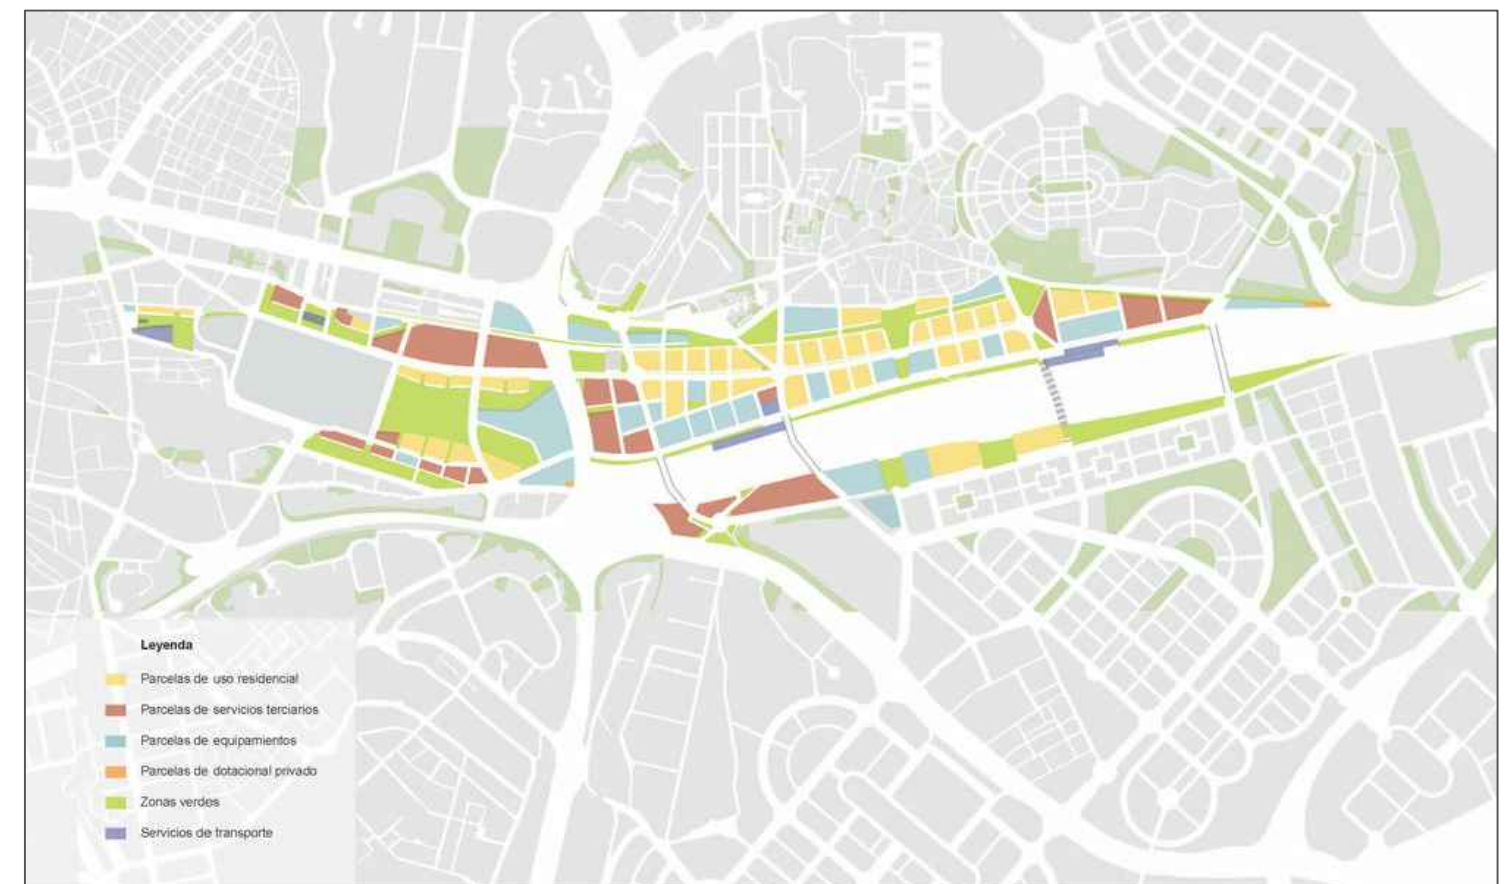 Leyenda
Parcelas de uso residencial
Parcelas de servicios terciarios
Parcelas de equipamientos
Parcelas de dotacional privado
Zonas verdes
Servicios de transporte